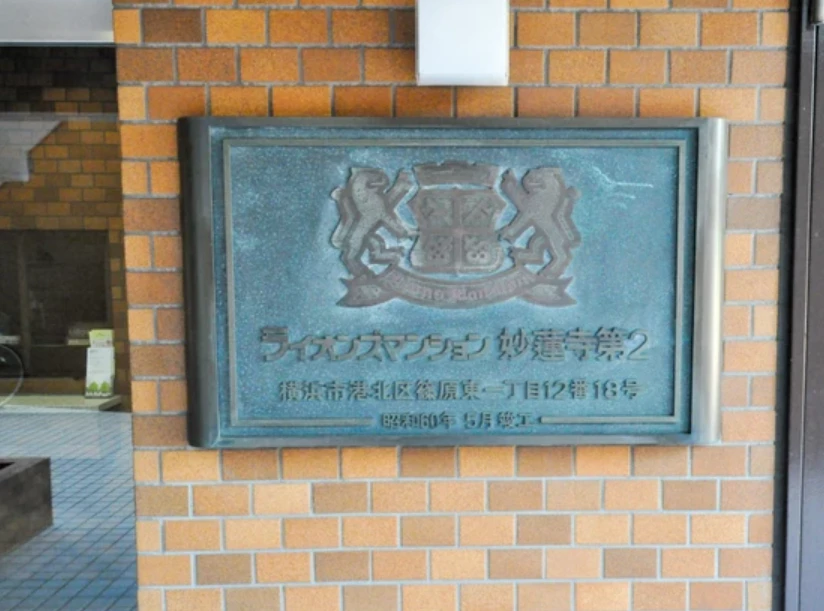 Lions Mansion
ライオンズマンション 妙蓮寺第2
横浜市港北区篠原東一丁目12番18号
昭和60年 5月竣工